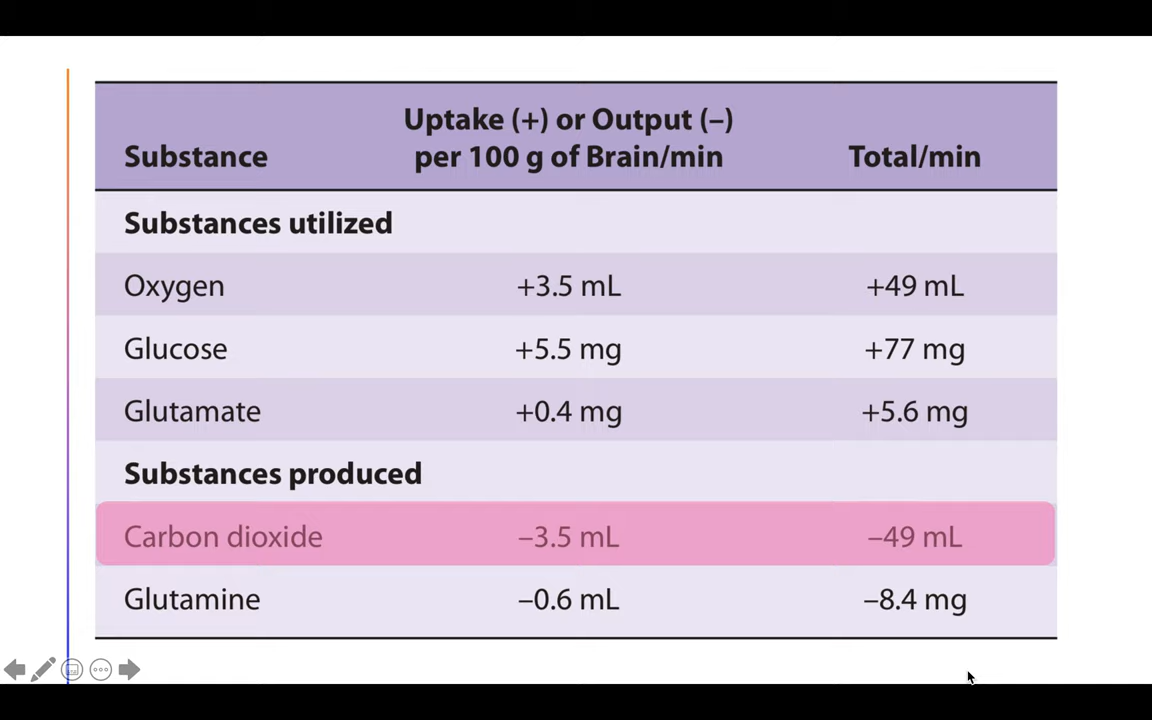 Substance Uptake (+) or Output (–) per 100 g of Brain/min Total/min
Substances utilized
Oxygen +3.5 mL +49 mL
Glucose +5.5 mg +77 mg
Glutamate +0.4 mg +5.6 mg
Substances produced
Carbon dioxide –3.5 mL –49 mL
Glutamine –0.6 mL –8.4 mg